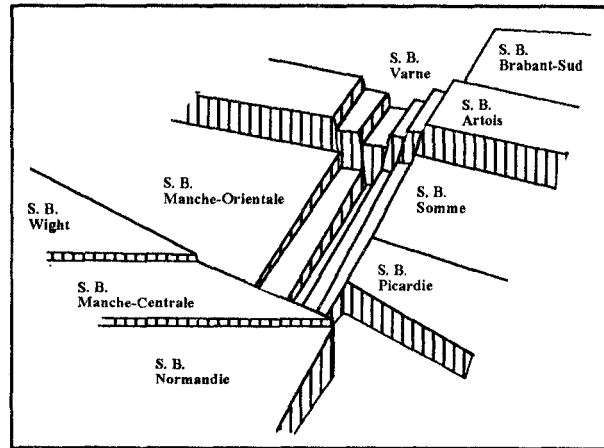 S. B.
Varne
S. B.
Brabant-Sud
S. B.
Artois
S. B.
Manche-Orientale
S. B.
Somme
S. B.
Wight
S. B.
Manche-Centrale
S. B.
Picardie
S. B.
Normandie